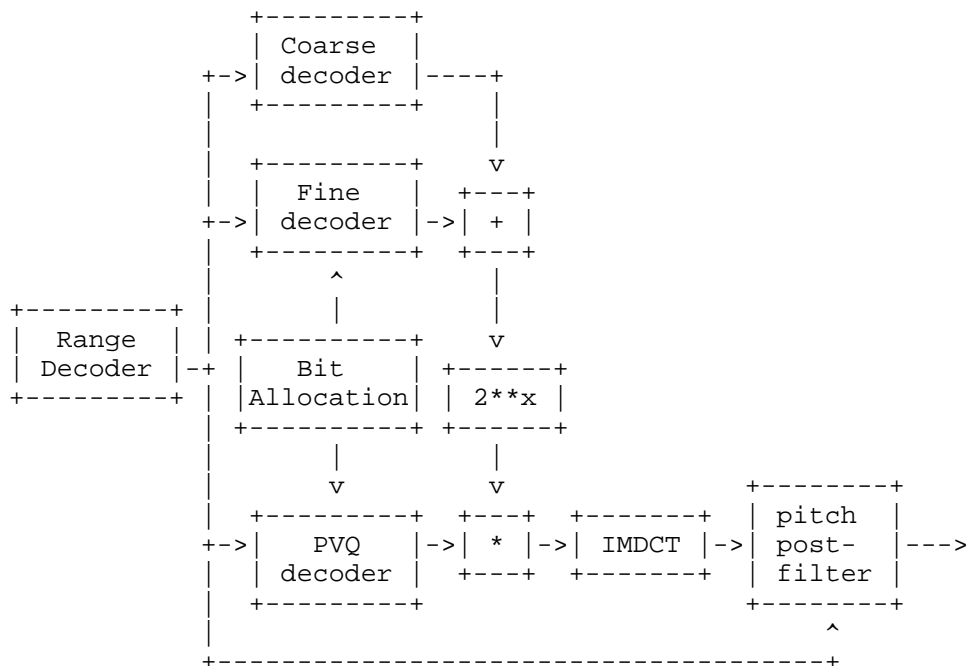 Coarse
decoder
Fine
decoder
+
Range
Decoder
Bit
Allocation
2**x
PVQ
decoder
*
IMDCT
pitch
post-
filter